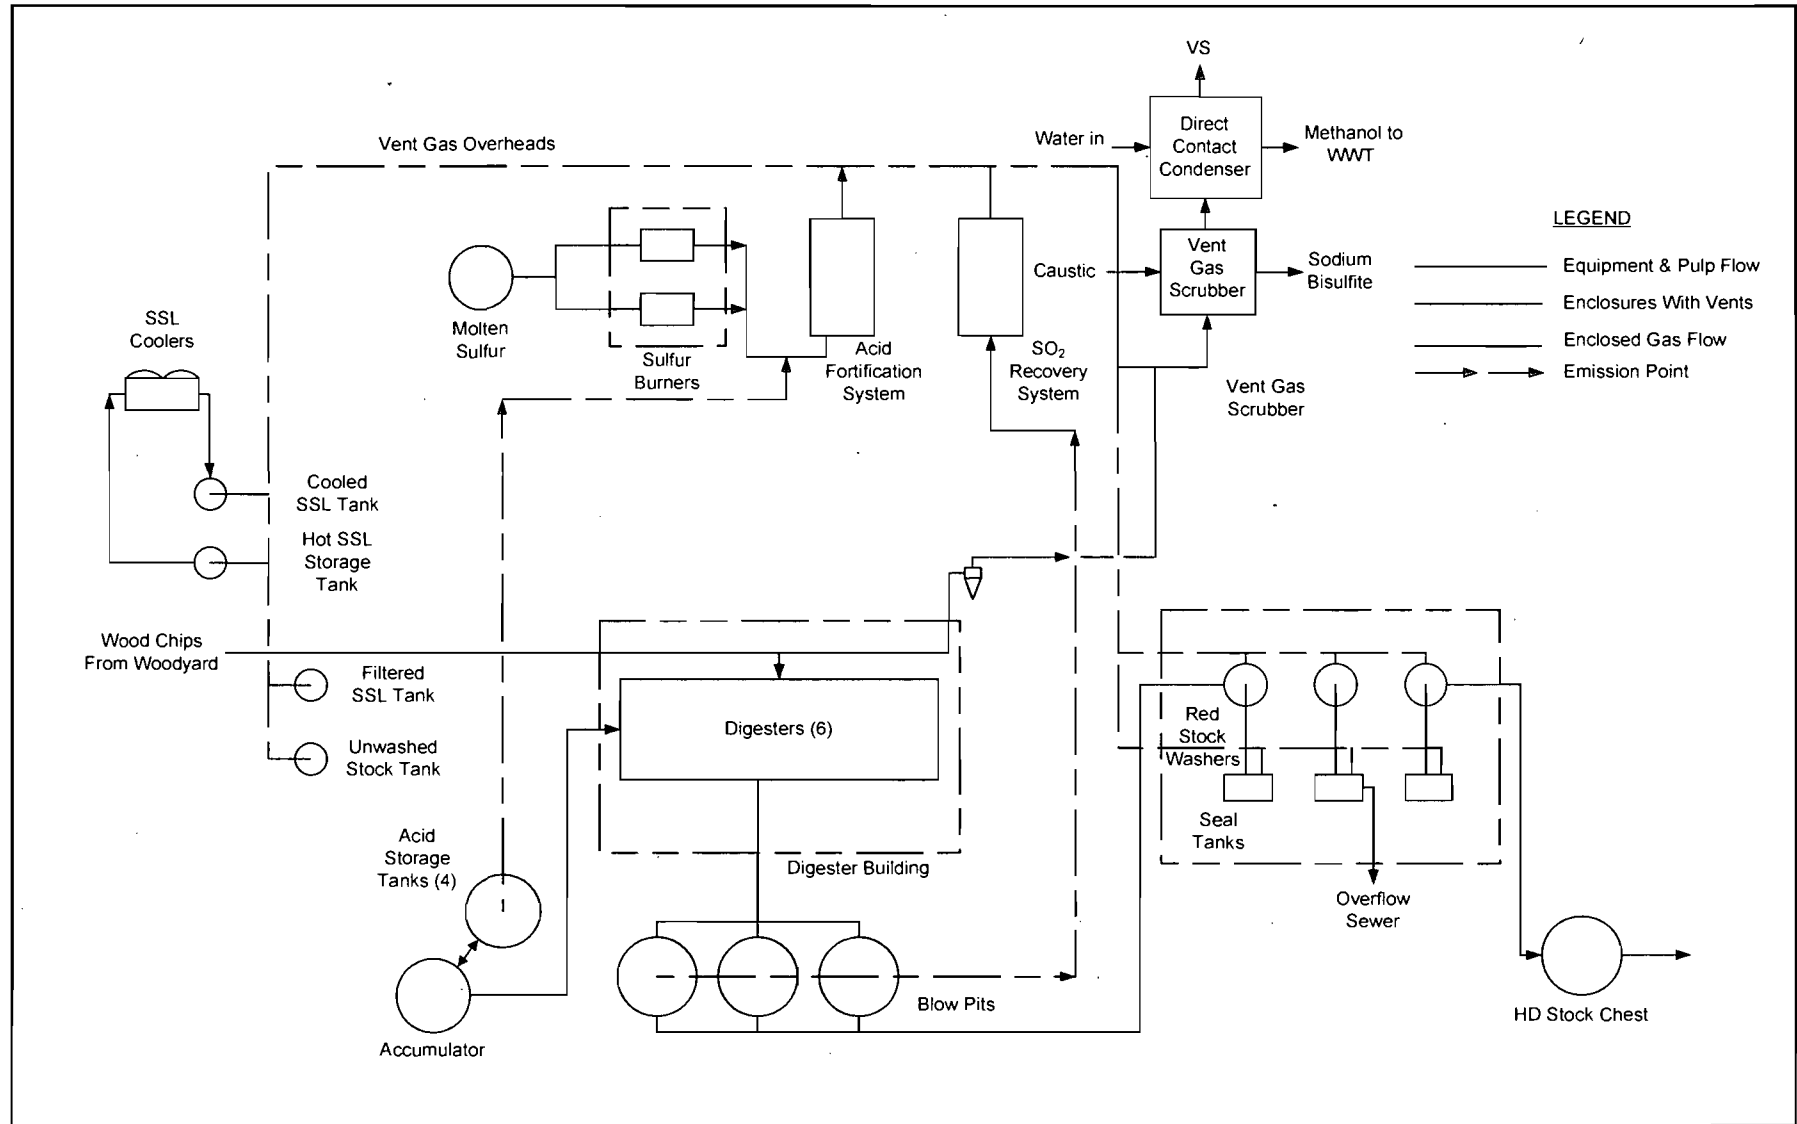 VS
Direct
Contact
Condenser
Water in
Methanol to
WWT
Vent Gas Overheads
LEGEND
Equipment & Pulp Flow
Enclosures With Vents
Enclosed Gas Flow
Emission Point
Vent
Gas
Scrubber
Caustic
Sodium
Bisulfite
Molten
Sulfur
Sulfur
Burners
Acid
Fortification
System
SO₂
Recovery
System
Vent Gas
Scrubber
SSL
Coolers
Cooled
SSL Tank
Hot SSL
Storage
Tank
Wood Chips
From Woodyard
Filtered
SSL Tank
Unwashed
Stock Tank
Digesters (6)
Digester Building
Red
Stock
Washers
Seal
Tanks
Overflow
Sewer
Acid
Storage
Tanks (4)
Accumulator
Blow Pits
HD Stock Chest